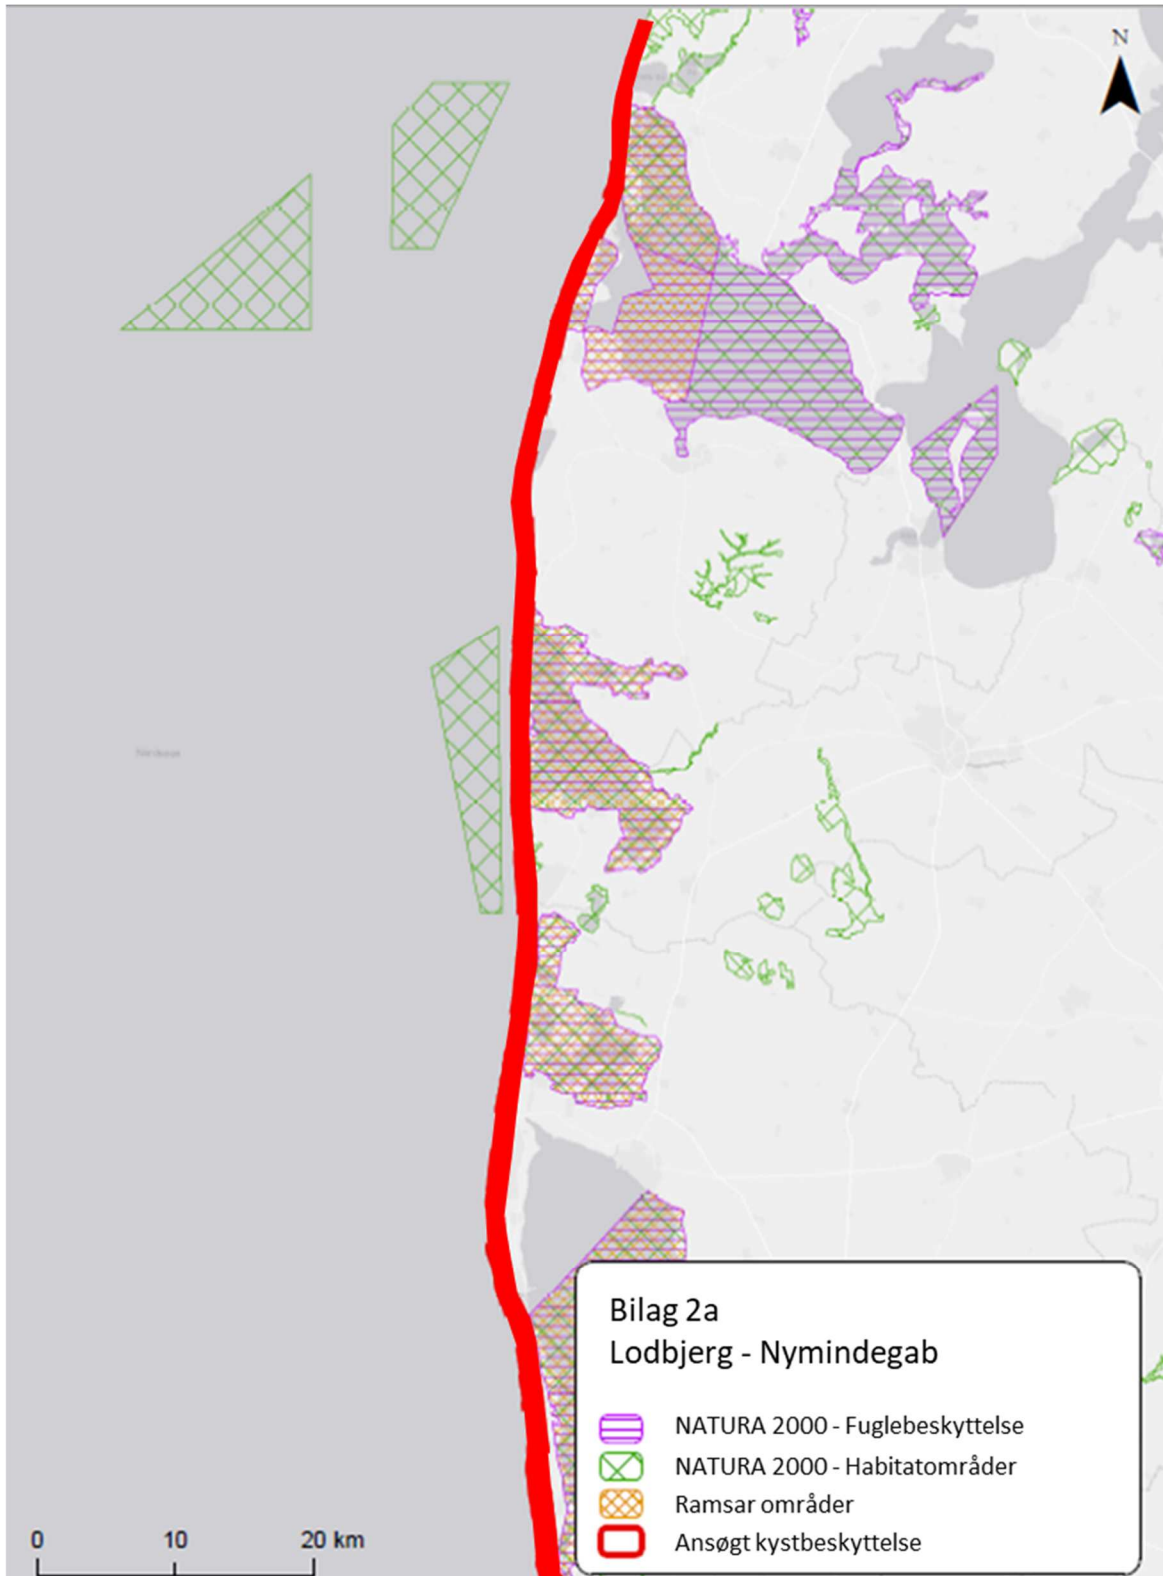 N
Bilag 2a
Lodbjerg - Nymindegab
NATURA 2000 - Fuglebeskyttelse
NATURA 2000 - Habitatområder
Ramsar områder
Ansøgt kystbeskyttelse
0 10 20 km